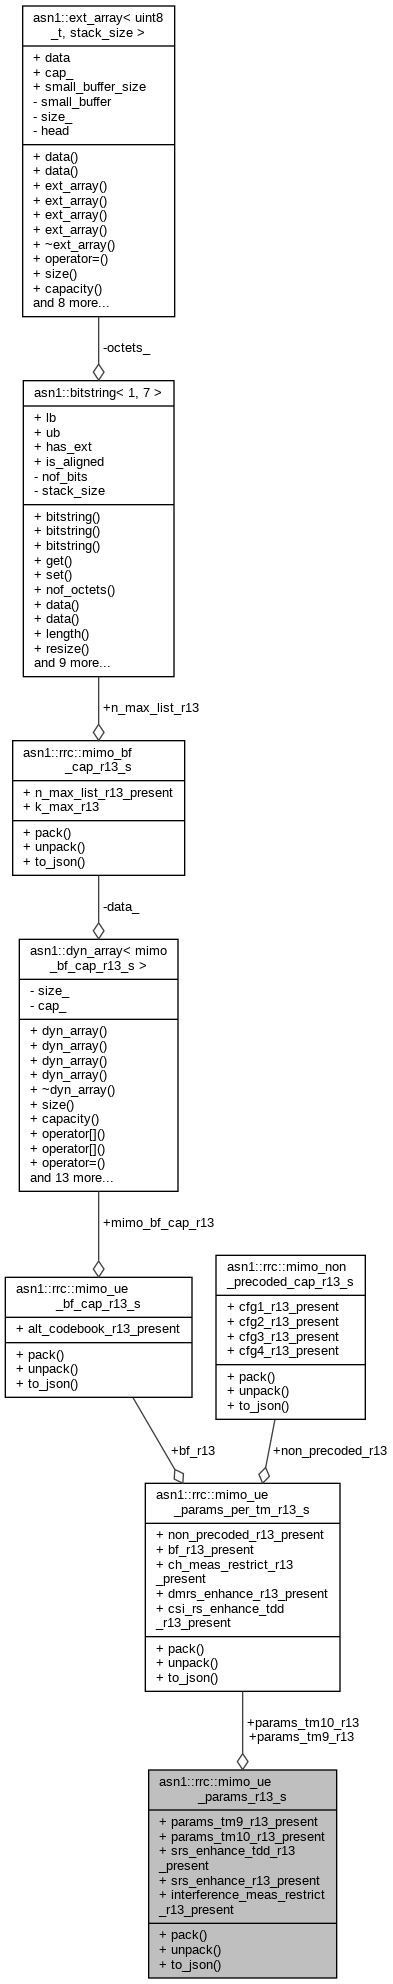 asn1::ext_array< uint8
_t, stack_size >
+ data
+ cap_
+ small_buffer_size
- small_buffer
- size_
- head
+ data()
+ data()
+ ext_array()
+ ext_array()
+ ext_array()
+ ext_array()
+ ~ext_array()
+ operator=()
+ size()
+ capacity()
and 8 more...
-octets_
asn1::bitstring< 1, 7 >
+ lb
+ ub
+ has_ext
+ is_aligned
- nof_bits
- stack_size
+ bitstring()
+ bitstring()
+ bitstring()
+ get()
+ set()
+ nof_octets()
+ data()
+ data()
+ length()
+ resize()
and 9 more...
+n_max_list_r13
asn1::rrc::mimo_bf
_cap_r13_s
+ n_max_list_r13_present
+ k_max_r13
+ pack()
+ unpack()
+ to_json()
-data_
asn1::dyn_array< mimo
_bf_cap_r13_s >
- size_
- cap_
+ dyn_array()
+ dyn_array()
+ dyn_array()
+ dyn_array()
+ ~dyn_array()
+ size()
+ capacity()
+ operator[]()
+ operator[]()
+ operator=()
and 13 more...
+mimo_bf_cap_r13
asn1::rrc::mimo_ue
_bf_cap_r13_s
+ alt_codebook_r13_present
+ pack()
+ unpack()
+ to_json()
asn1::rrc::mimo_non
_precoded_cap_r13_s
+ cfg1_r13_present
+ cfg2_r13_present
+ cfg3_r13_present
+ cfg4_r13_present
+ pack()
+ unpack()
+ to_json()
+bf_r13
+non_precoded_r13
asn1::rrc::mimo_ue
_params_per_tm_r13_s
+ non_precoded_r13_present
+ bf_r13_present
+ ch_meas_restrict_r13
_present
+ dmrs_enhance_r13_present
+ csi_rs_enhance_tdd
_r13_present
+ pack()
+ unpack()
+ to_json()
+params_tm10_r13
+params_tm9_r13
asn1::rrc::mimo_ue
_params_r13_s
+ params_tm9_r13_present
+ params_tm10_r13_present
+ srs_enhance_tdd_r13
_present
+ srs_enhance_r13_present
+ interference_meas_restrict
_r13_present
+ pack()
+ unpack()
+ to_json()